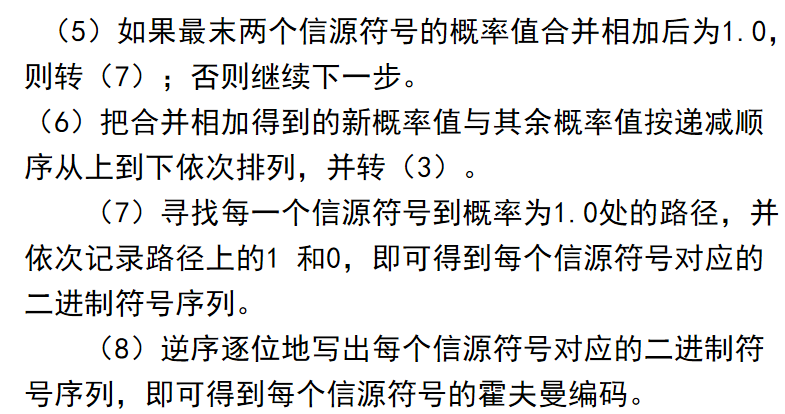 （5）如果最末两个信源符号的概率值合并相加后为1.0，
则转（7）；否则继续下一步。
（6）把合并相加得到的新概率值与其余概率值按递减顺
序从上到下依次排列，并转（3）。
（7）寻找每一个信源符号到概率为1.0处的路径，并
依次记录路径上的1 和0，即可得到每个信源符号对应的
二进制符号序列。
（8）逆序逐位地写出每个信源符号对应的二进制符
号序列，即可得到每个信源符号的霍夫曼编码。